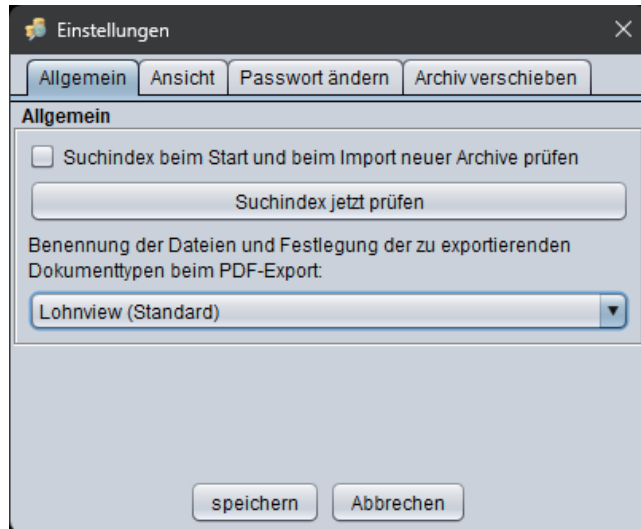 Einstellungen
Allgemein Ansicht Passwort ändern Archiv verschieben
Allgemein
Suchindex beim Start und beim Import neuer Archive prüfen
Suchindex jetzt prüfen
Benennung der Dateien und Festlegung der zu exportierenden
Dokumenttypen beim PDF-Export:
Lohnview (Standard)
speichern Abbrechen